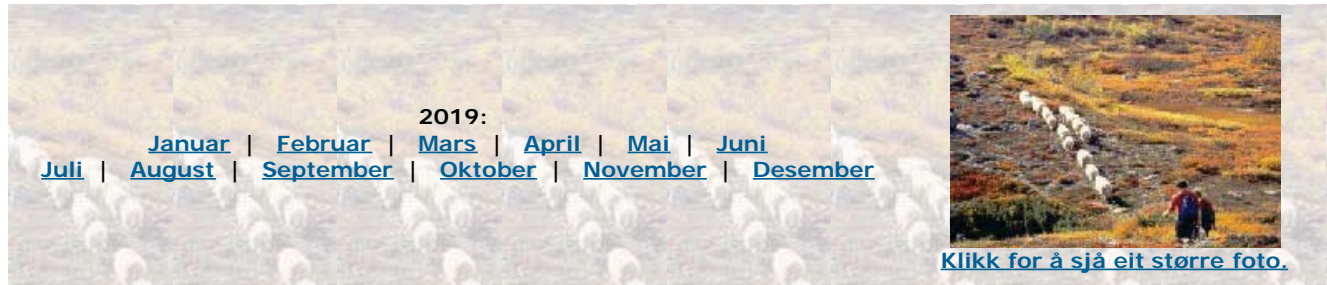 2019:
Januar | Februar | Mars | April | Mai | Juni
Juli | August | September | Oktober | November | Desember
Klikk for å sjå eit større foto.